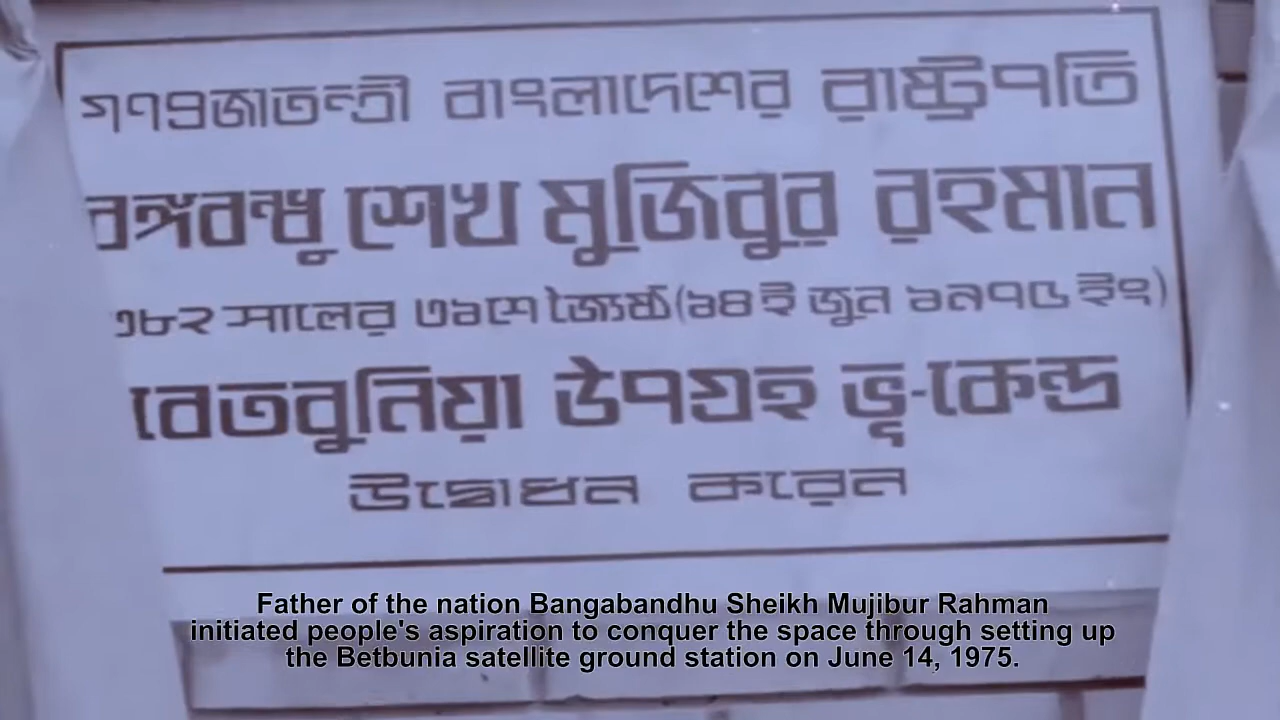 গণপ্রজাতন্ত্রী বাংলাদেশের রাষ্ট্রপতি
বঙ্গবন্ধু শেখ মুজিবুর রহমান
৩৮২ সালের ৩১শে জ্যৈষ্ঠ (১৪ই জুন ১৯৭৫ ইং)
বেতবুনিয়া উপগ্রহ ভূ-কেন্দ্র
উদ্বোধন করেন
Father of the nation Bangabandhu Sheikh Mujibur Rahman
initiated people's aspiration to conquer the space through setting up
the Betbunia satellite ground station on June 14, 1975.